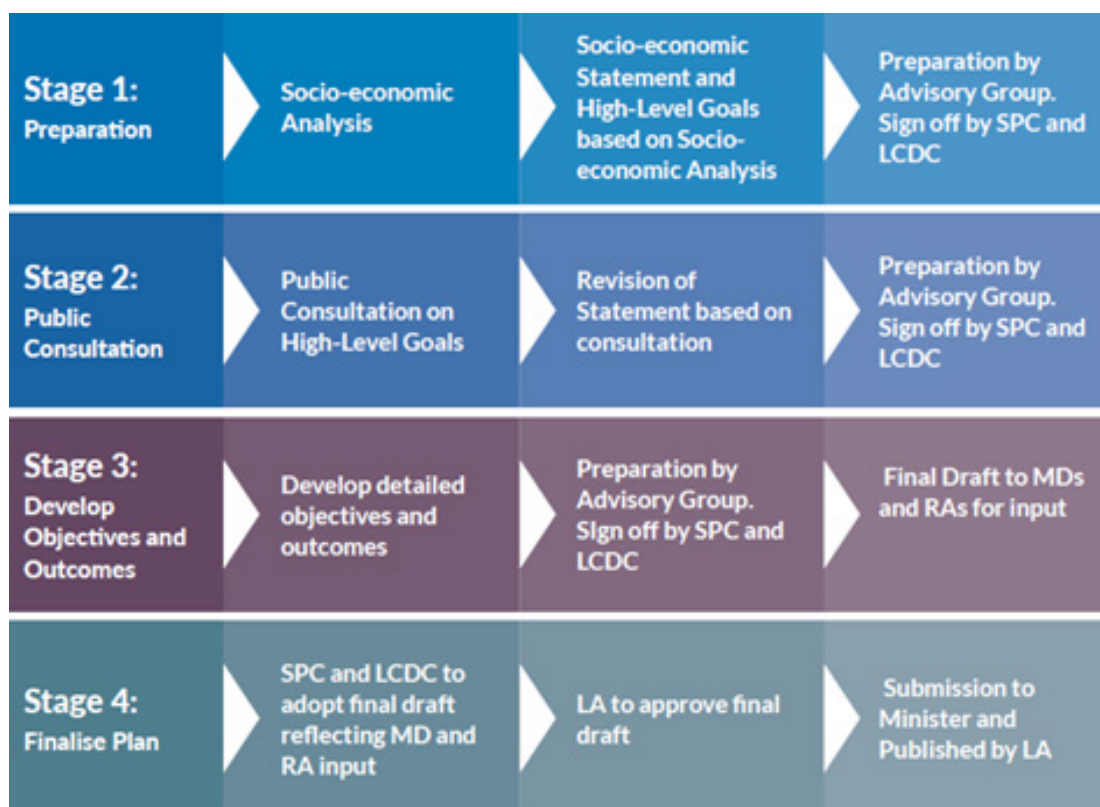 Stage 1:
Preparation
Socio-economic
Analysis
Socio-economic
Statement and
High-Level Goals
based on Socio-
economic Analysis
Preparation by
Advisory Group.
Sign off by SPC and
LCDC
Stage 2:
Public
Consultation
Public
Consultation on
High-Level Goals
Revision of
Statement based on
consultation
Preparation by
Advisory Group.
Sign off by SPC and
LCDC
Stage 3:
Develop
Objectives and
Outcomes
Develop detailed
objectives and
outcomes
Preparation by
Advisory Group.
SIgn off by SPC and
LCDC
Final Draft to MDs
and RAs for input
Stage 4:
Finalise Plan
SPC and LCDC to
adopt final draft
reflecting MD and
RA input
LA to approve final
draft
Submission to
Minister and
Published by LA